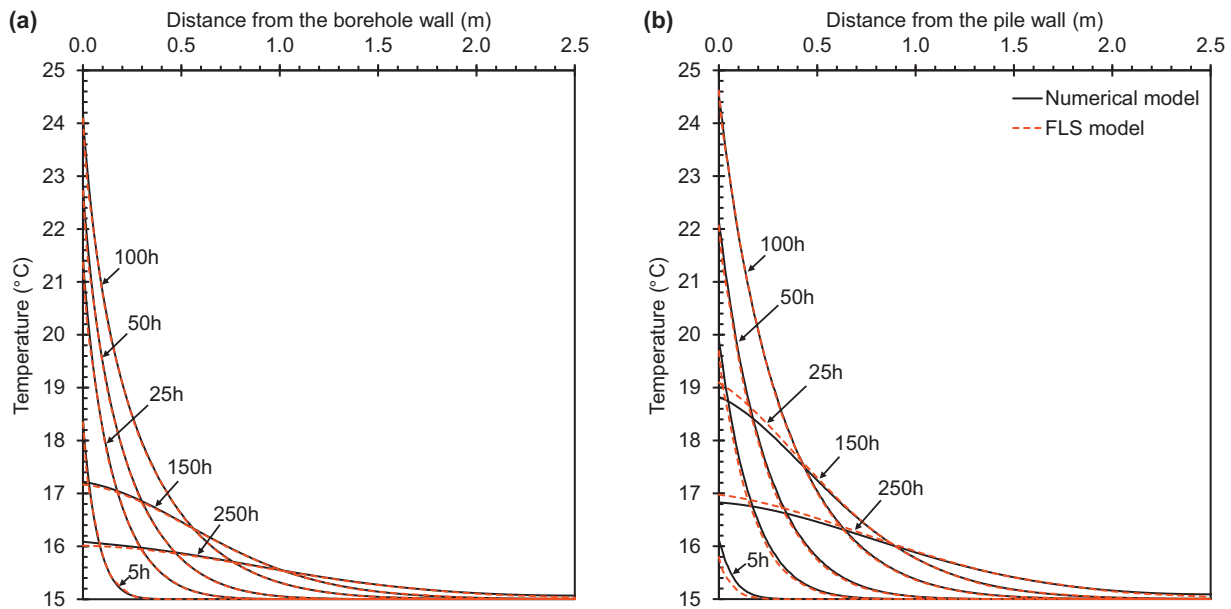 (a) Distance from the borehole wall (m)
0.0 0.5 1.0 1.5 2.0 2.5
25
24
23
22
21
20
19
18
17
16
15
Temperature (°C)
100h
50h
25h
150h
250h
5h
(b) Distance from the pile wall (m)
0.0 0.5 1.0 1.5 2.0 2.5
Numerical model
FLS model
25
24
23
22
21
20
19
18
17
16
15
Temperature (°C)
100h
50h
25h
150h
250h
5h